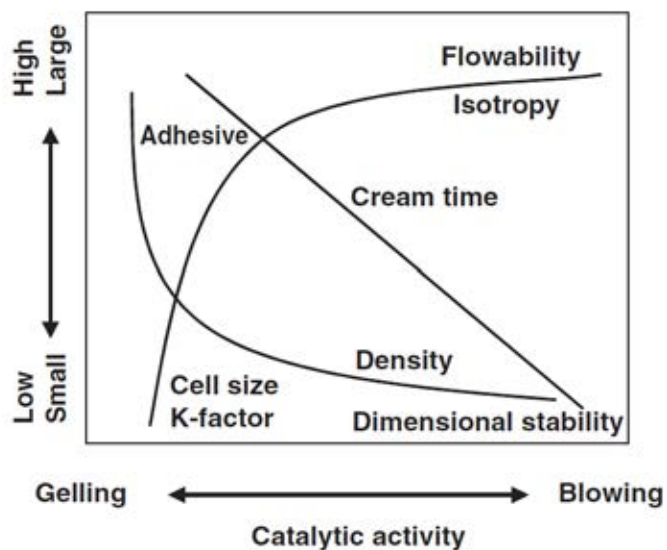 High
Large
Low
Small
Flowability
Isotropy
Adhesive
Cream time
Density
Cell size
K-factor
Dimensional stability
Gelling
Blowing
Catalytic activity